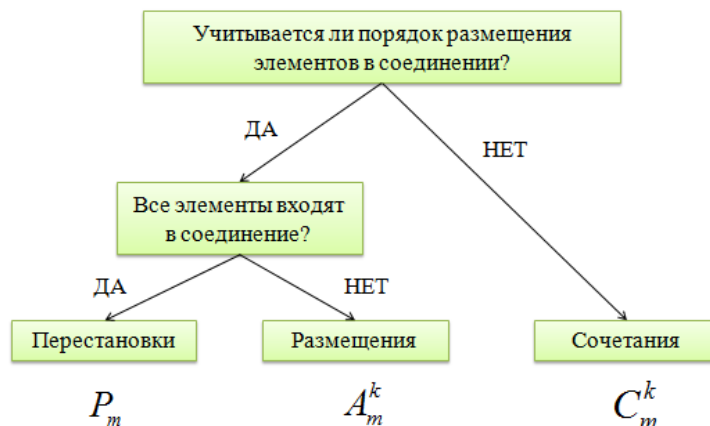 Учитывается ли порядок размещения
элементов в соединении?
ДА
НЕТ
Все элементы входят
в соединение?
ДА
НЕТ
Перестановки
Размещения
Сочетания
P_m
A_m^k
C_m^k